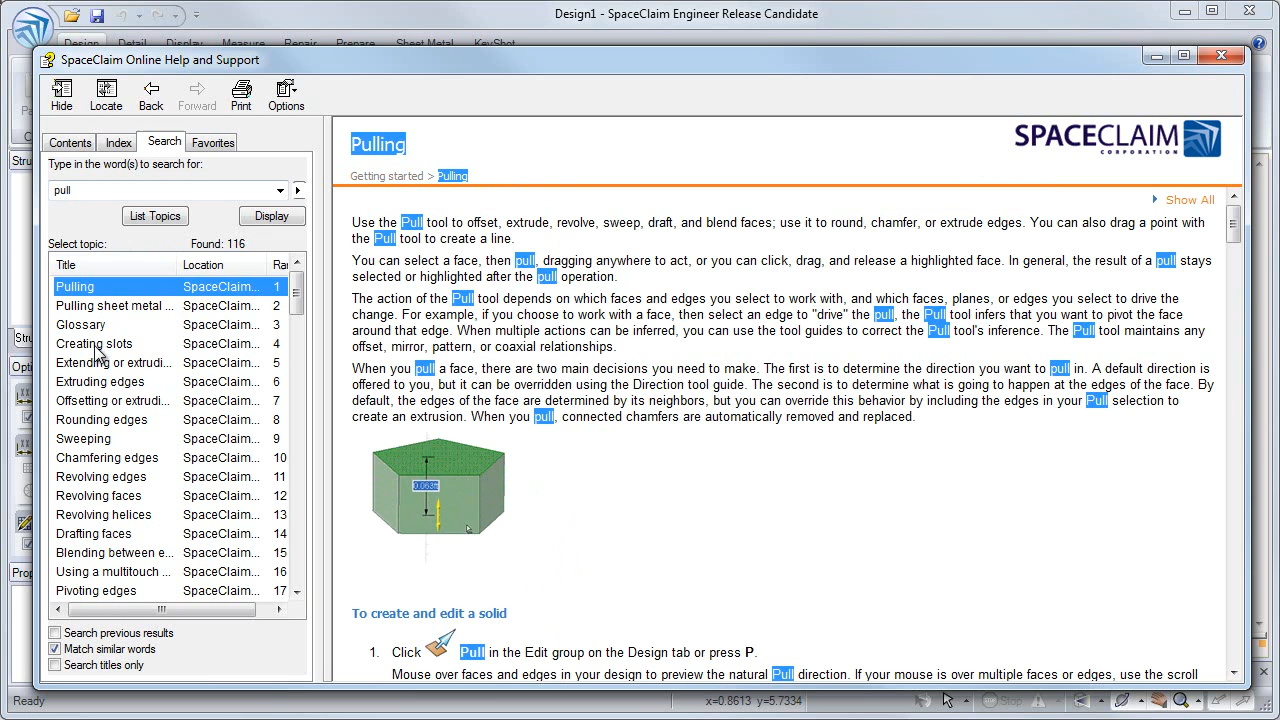 Design1 - SpaceClaim Engineer Release Candidate
Design Detail Display Measure Repair Prepare Sheet Metal KeyShot
SpaceClaim Online Help and Support
Hide Locate Back Forward Print Options
Contents Index Search Favorites
Type in the word(s) to search for:
pull
List Topics Display
Select topic: Found: 116
Title Location Rar
Pulling SpaceClaim... 1
Pulling sheet metal ... SpaceClaim... 2
Glossary SpaceClaim... 3
Creating slots SpaceClaim... 4
Extending or extrudi... SpaceClaim... 5
Extruding edges SpaceClaim... 6
Offsetting or extrudi... SpaceClaim... 7
Rounding edges SpaceClaim... 8
Sweeping SpaceClaim... 9
Chamfering edges SpaceClaim... 10
Revolving edges SpaceClaim... 11
Revolving faces SpaceClaim... 12
Revolving helices SpaceClaim... 13
Drafting faces SpaceClaim... 14
Blending between e... SpaceClaim... 15
Using a multitouch ... SpaceClaim... 16
Pivoting edges SpaceClaim... 17
Search previous results
Match similar words
Search titles only
Pulling
SPACECLAIM
CORPORATION
Getting started > Pulling
Show All
Use the Pull tool to offset, extrude, revolve, sweep, draft, and blend faces; use it to round, chamfer, or extrude edges. You can also drag a point with
the Pull tool to create a line.
You can select a face, then pull, dragging anywhere to act, or you can click, drag, and release a highlighted face. In general, the result of a pull stays
selected or highlighted after the pull operation.
The action of the Pull tool depends on which faces and edges you select to work with, and which faces, planes, or edges you select to drive the
change. For example, if you choose to work with a face, then select an edge to "drive" the pull, the Pull tool infers that you want to pivot the face
around that edge. When multiple actions can be inferred, you can use the tool guides to correct the Pull tool's inference. The Pull tool maintains any
offset, mirror, pattern, or coaxial relationships.
When you pull a face, there are two main decisions you need to make. The first is to determine the direction you want to pull in. A default direction is
offered to you, but it can be overridden using the Direction tool guide. The second is to determine what is going to happen at the edges of the face. By
default, the edges of the face are determined by its neighbors, but you can override this behavior by including the edges in your Pull selection to
create an extrusion. When you pull, connected chamfers are automatically removed and replaced.
To create and edit a solid
1. Click Pull in the Edit group on the Design tab or press P.
Mouse over faces and edges in your design to preview the natural Pull direction. If your mouse is over multiple faces or edges, use the scroll
Stru
Stru
Opti
Prop
Ready x=0.8613 y=5.7334 Stop